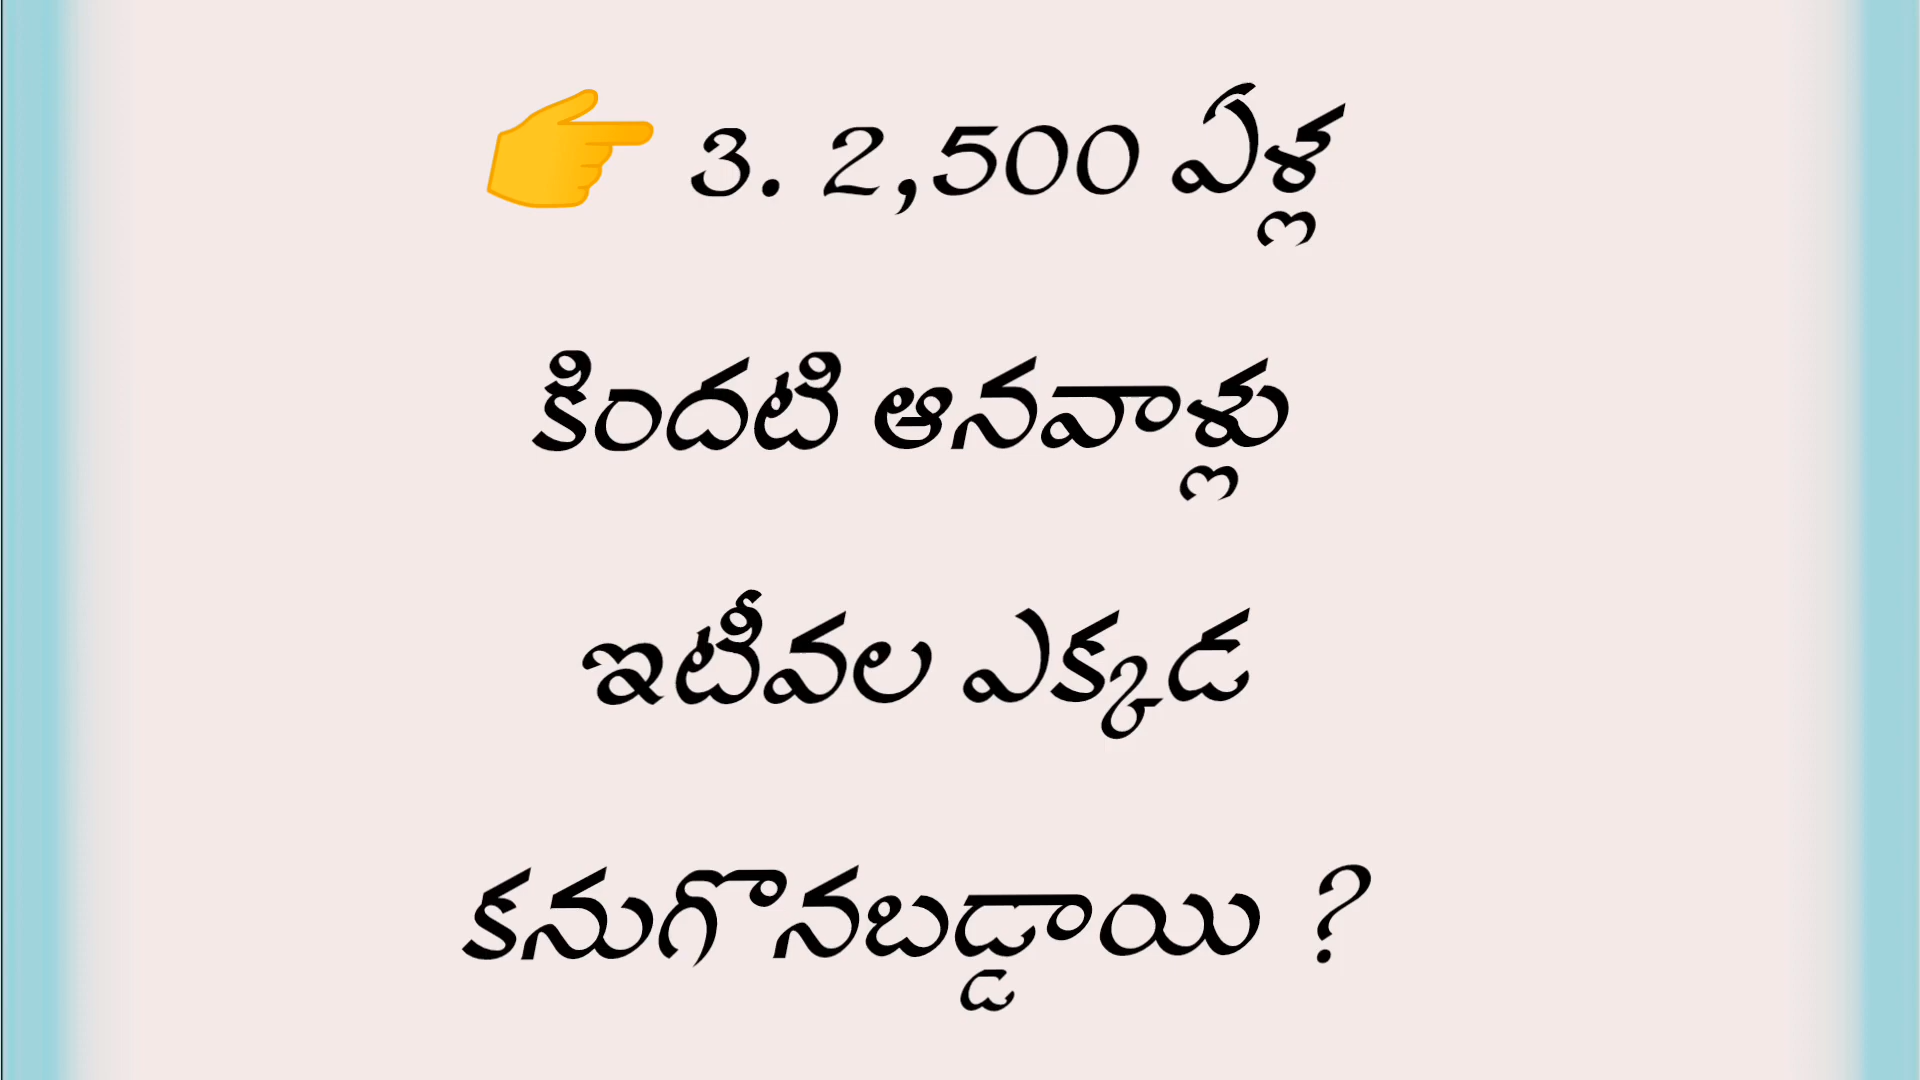 👉 3. 2,500 ఏళ్ల
కిందటి ఆనవాళ్లు
ఇటీవల ఎక్కడ
కనుగొనబడ్డాయి ?